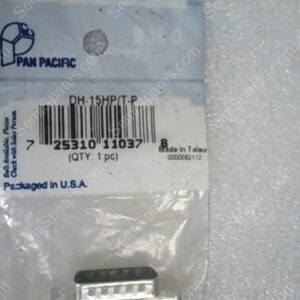 PAN PACIFIC
DH-15HP/T-P
7 25310 11037 8
(QTY: 1 pc)
Made in Taiwan
0000082112
Bulk Available, Please
Check with Sales Person
Packaged in U.S.A.